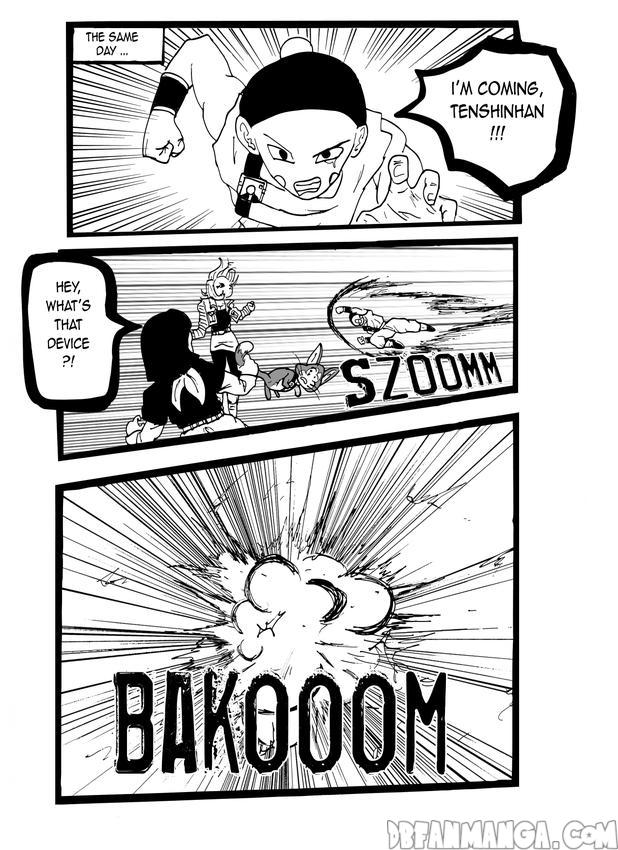 THE SAME
DAY ...
I'M COMING,
TENSHINHAN
!!!
HEY,
WHAT'S
THAT
DEVICE
?!
SZOOMM
BAKOOOM
DBFANMANGA.COM